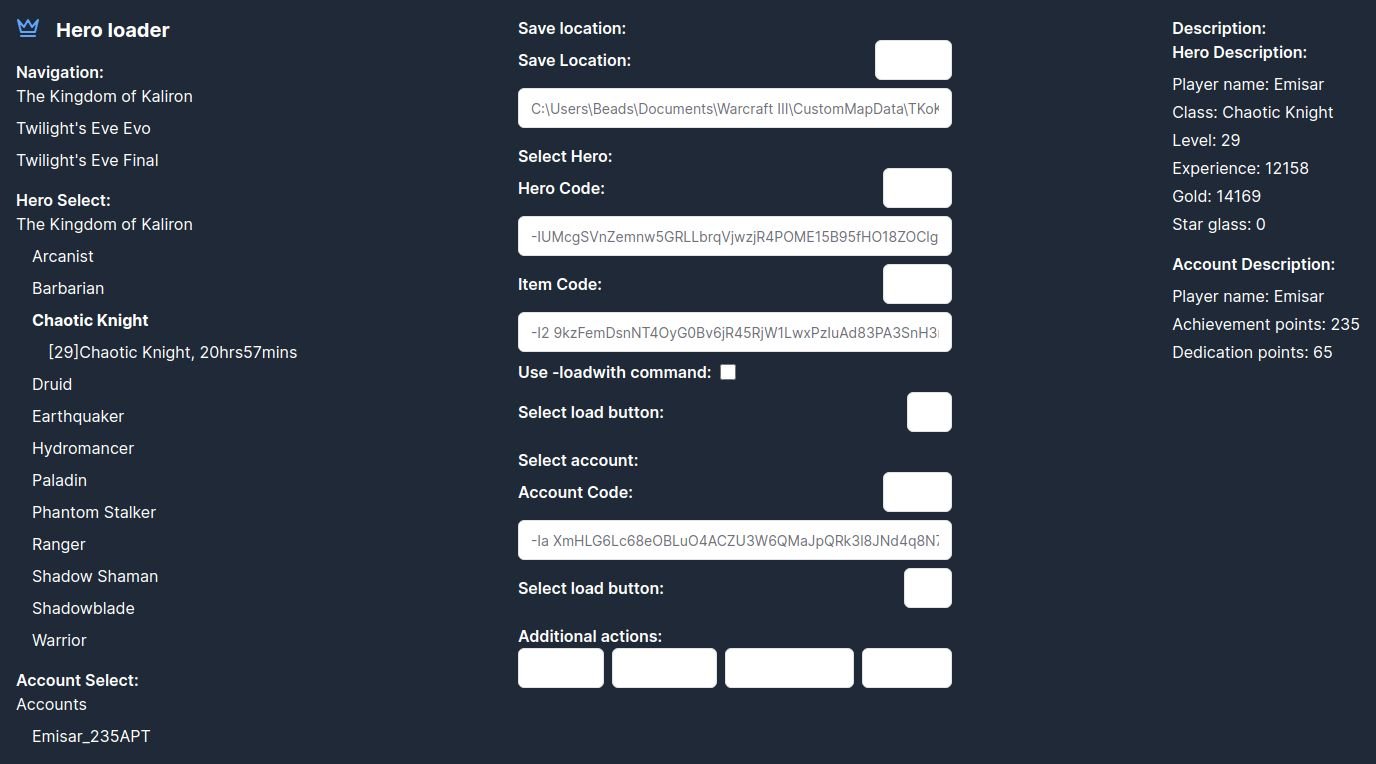 Hero loader
Navigation:
The Kingdom of Kaliron
Twilight's Eve Evo
Twilight's Eve Final
Hero Select:
The Kingdom of Kaliron
Arcanist
Barbarian
Chaotic Knight
[29]Chaotic Knight, 20hrs57mins
Druid
Earthquaker
Hydromancer
Paladin
Phantom Stalker
Ranger
Shadow Shaman
Shadowblade
Warrior
Account Select:
Accounts
Emisar_235APT
Save location:
Save Location:
C:\Users\Beads\Documents\Warcraft III\CustomMapData\TKoK
Select Hero:
Hero Code:
Item Code:
Use -loadwith command:
Select load button:
Select account:
Account Code:
Select load button:
Additional actions:
Description:
Hero Description:
Player name: Emisar
Class: Chaotic Knight
Level: 29
Experience: 12158
Gold: 14169
Star glass: 0
Account Description:
Player name: Emisar
Achievement points: 235
Dedication points: 65